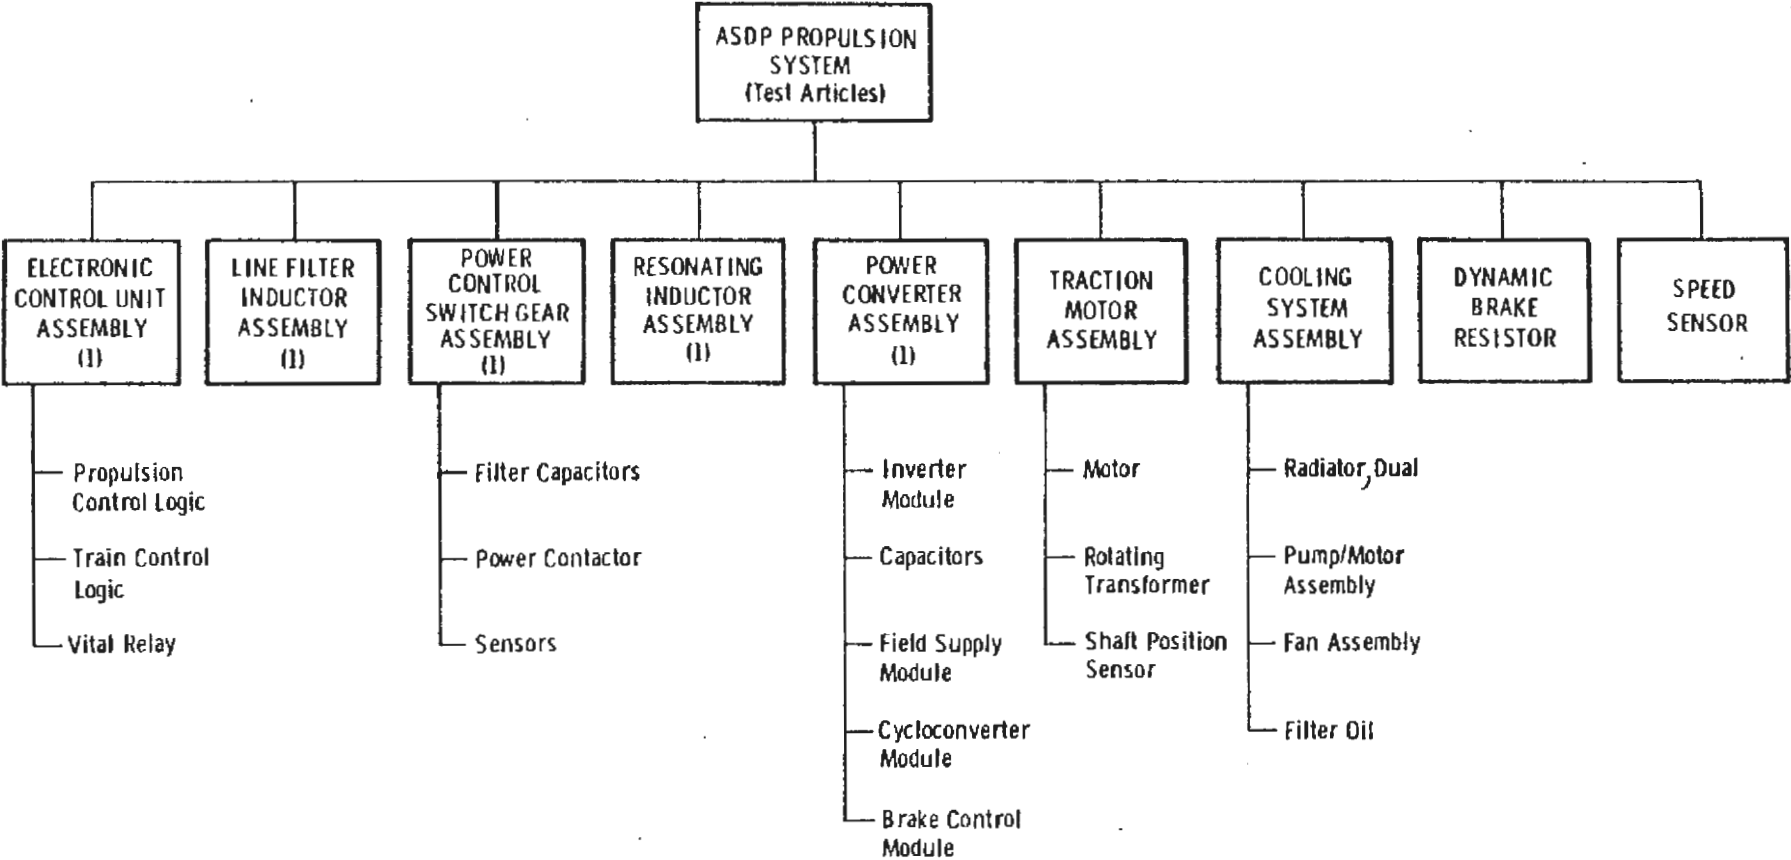 ASDP PROPULSION
SYSTEM
(Test Articles)
ELECTRONIC
CONTROL UNIT
ASSEMBLY
(1)
LINE FILTER
INDUCTOR
ASSEMBLY
(1)
POWER
CONTROL
SWITCH GEAR
ASSEMBLY
(1)
RESONATING
INDUCTOR
ASSEMBLY
(1)
POWER
CONVERTER
ASSEMBLY
(1)
TRACTION
MOTOR
ASSEMBLY
COOLING
SYSTEM
ASSEMBLY
DYNAMIC
BRAKE
RESISTOR
SPEED
SENSOR
Propulsion
Control Logic
Train Control
Logic
Vital Relay
Filter Capacitors
Power Contactor
Sensors
Inverter
Module
Capacitors
Field Supply
Module
Cycloconverter
Module
Brake Control
Module
Motor
Rotating
Transformer
Shaft Position
Sensor
Radiator, Dual
Pump/Motor
Assembly
Fan Assembly
Filter Oil